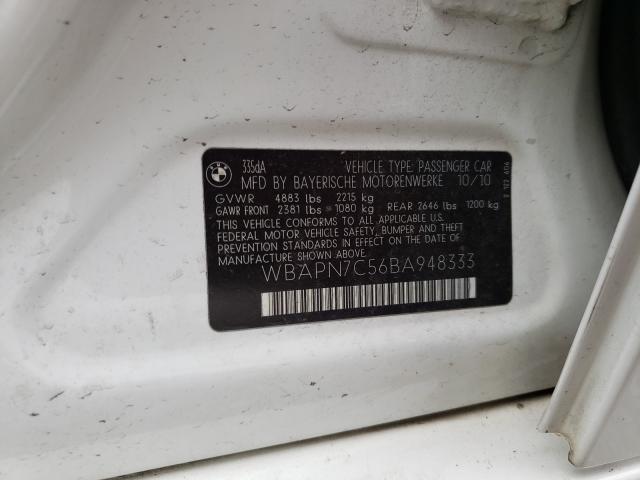 BMW
335dA VEHICLE TYPE: PASSENGER CAR
MFD BY BAYERISCHE MOTORENWERKE 10/10
GVWR 4883 lbs 2215 kg
GAWR FRONT 2381 lbs 1080 kg REAR 2646 lbs 1200 kg
THIS VEHICLE CONFORMS TO ALL APPLICABLE U.S.
FEDERAL MOTOR VEHICLE SAFETY, BUMPER AND THEFT
PREVENTION STANDARDS IN EFFECT ON THE DATE OF
MANUFACTURE SHOWN ABOVE.
WBAPN7C56BA948333